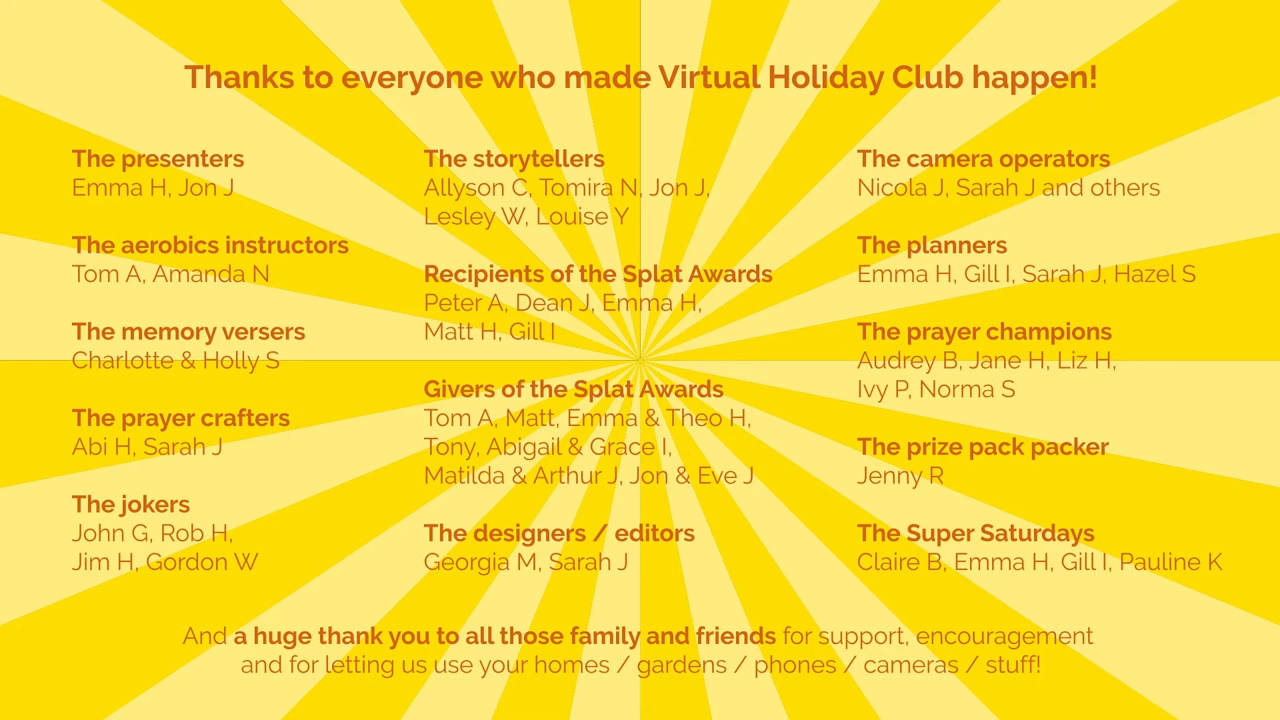 Thanks to everyone who made Virtual Holiday Club happen!
The presenters
Emma H, Jon J
The aerobics instructors
Tom A, Amanda N
The memory versers
Charlotte & Holly S
The prayer crafters
Abi H, Sarah J
The jokers
John G, Rob H,
Jim H, Gordon W
The storytellers
Allyson C, Tomira N, Jon J,
Lesley W, Louise Y
Recipients of the Splat Awards
Peter A, Dean J, Emma H,
Matt H, Gill I
Givers of the Splat Awards
Tom A, Matt, Emma & Theo H,
Tony, Abigail & Grace I,
Matilda & Arthur J, Jon & Eve J
The designers / editors
Georgia M, Sarah J
The camera operators
Nicola J, Sarah J and others
The planners
Emma H, Gill I, Sarah J, Hazel S
The prayer champions
Audrey B, Jane H, Liz H,
Ivy P, Norma S
The prize pack packer
Jenny R
The Super Saturdays
Claire B, Emma H, Gill I, Pauline K
And a huge thank you to all those family and friends for support, encouragement
and for letting us use your homes / gardens / phones / cameras / stuff!